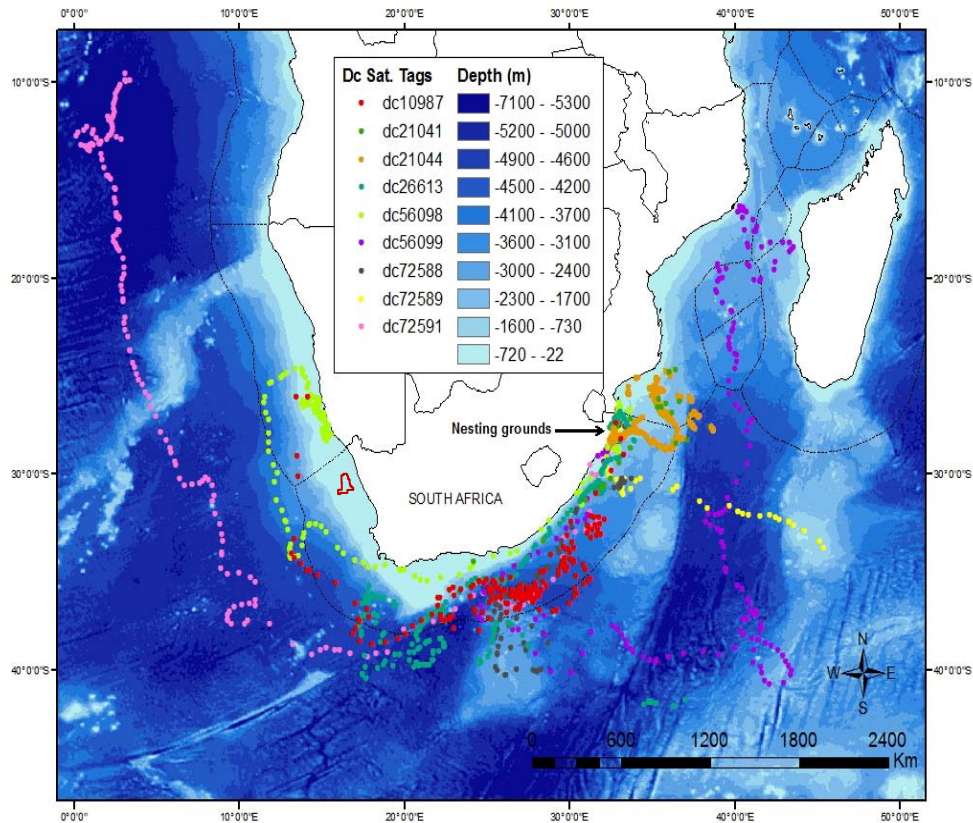 0°0'0" 10°0'0"E 20°0'0"E 30°0'0"E 40°0'0"E 50°0'0"E
10°0'0"S 10°0'0"S
20°0'0"S 20°0'0"S
30°0'0"S 30°0'0"S
40°0'0"S 40°0'0"S
Dc Sat. Tags Depth (m)
dc10987 -7100 - -5300
dc21041 -5200 - -5000
dc21044 -4900 - -4600
dc26613 -4500 - -4200
dc56098 -4100 - -3700
dc56099 -3600 - -3100
dc72588 -3000 - -2400
dc72589 -2300 - -1700
dc72591 -1600 - -730
-720 - -22
Nesting grounds
SOUTH AFRICA
N
W E
S
0 600 1200 1800 2400
Km
0°0'0" 10°0'0"E 20°0'0"E 30°0'0"E 40°0'0"E 50°0'0"E